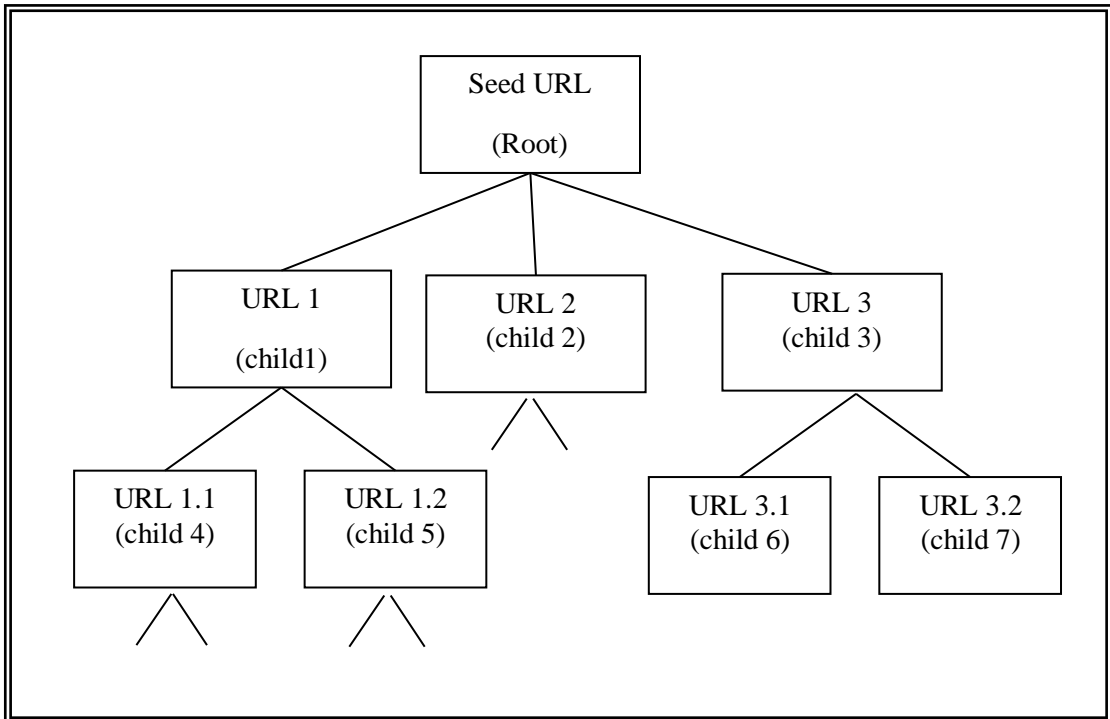 Seed URL
(Root)
URL 1
(child1)
URL 2
(child 2)
URL 3
(child 3)
URL 1.1
(child 4)
URL 1.2
(child 5)
URL 3.1
(child 6)
URL 3.2
(child 7)